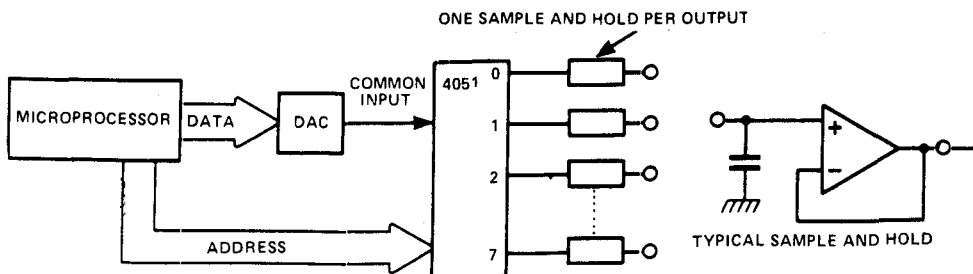 ONE SAMPLE AND HOLD PER OUTPUT
MICROPROCESSOR
DATA
DAC
COMMON
INPUT
4051
0
1
2
7
ADDRESS
+
−
TYPICAL SAMPLE AND HOLD